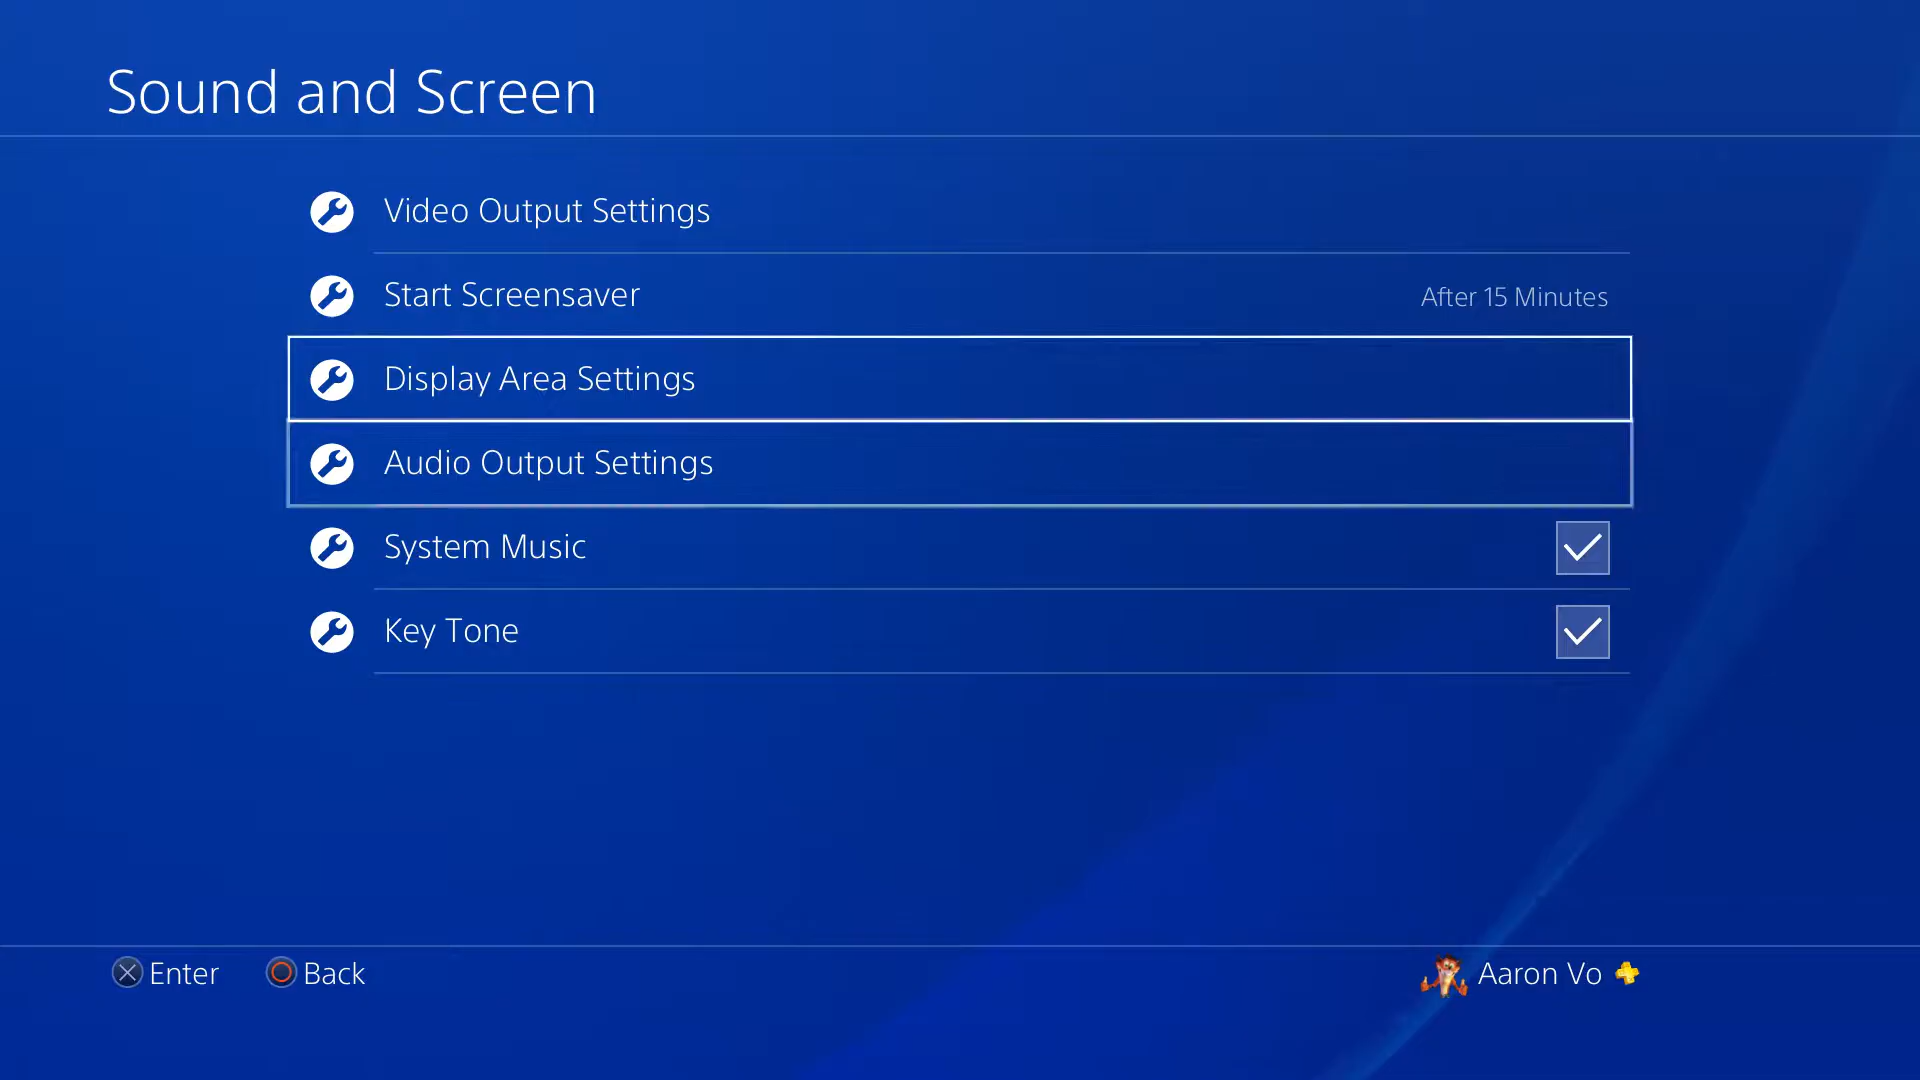 Sound and Screen
Video Output Settings
Start Screensaver After 15 Minutes
Display Area Settings
Audio Output Settings
System Music
Key Tone
Enter Back Aaron Vo